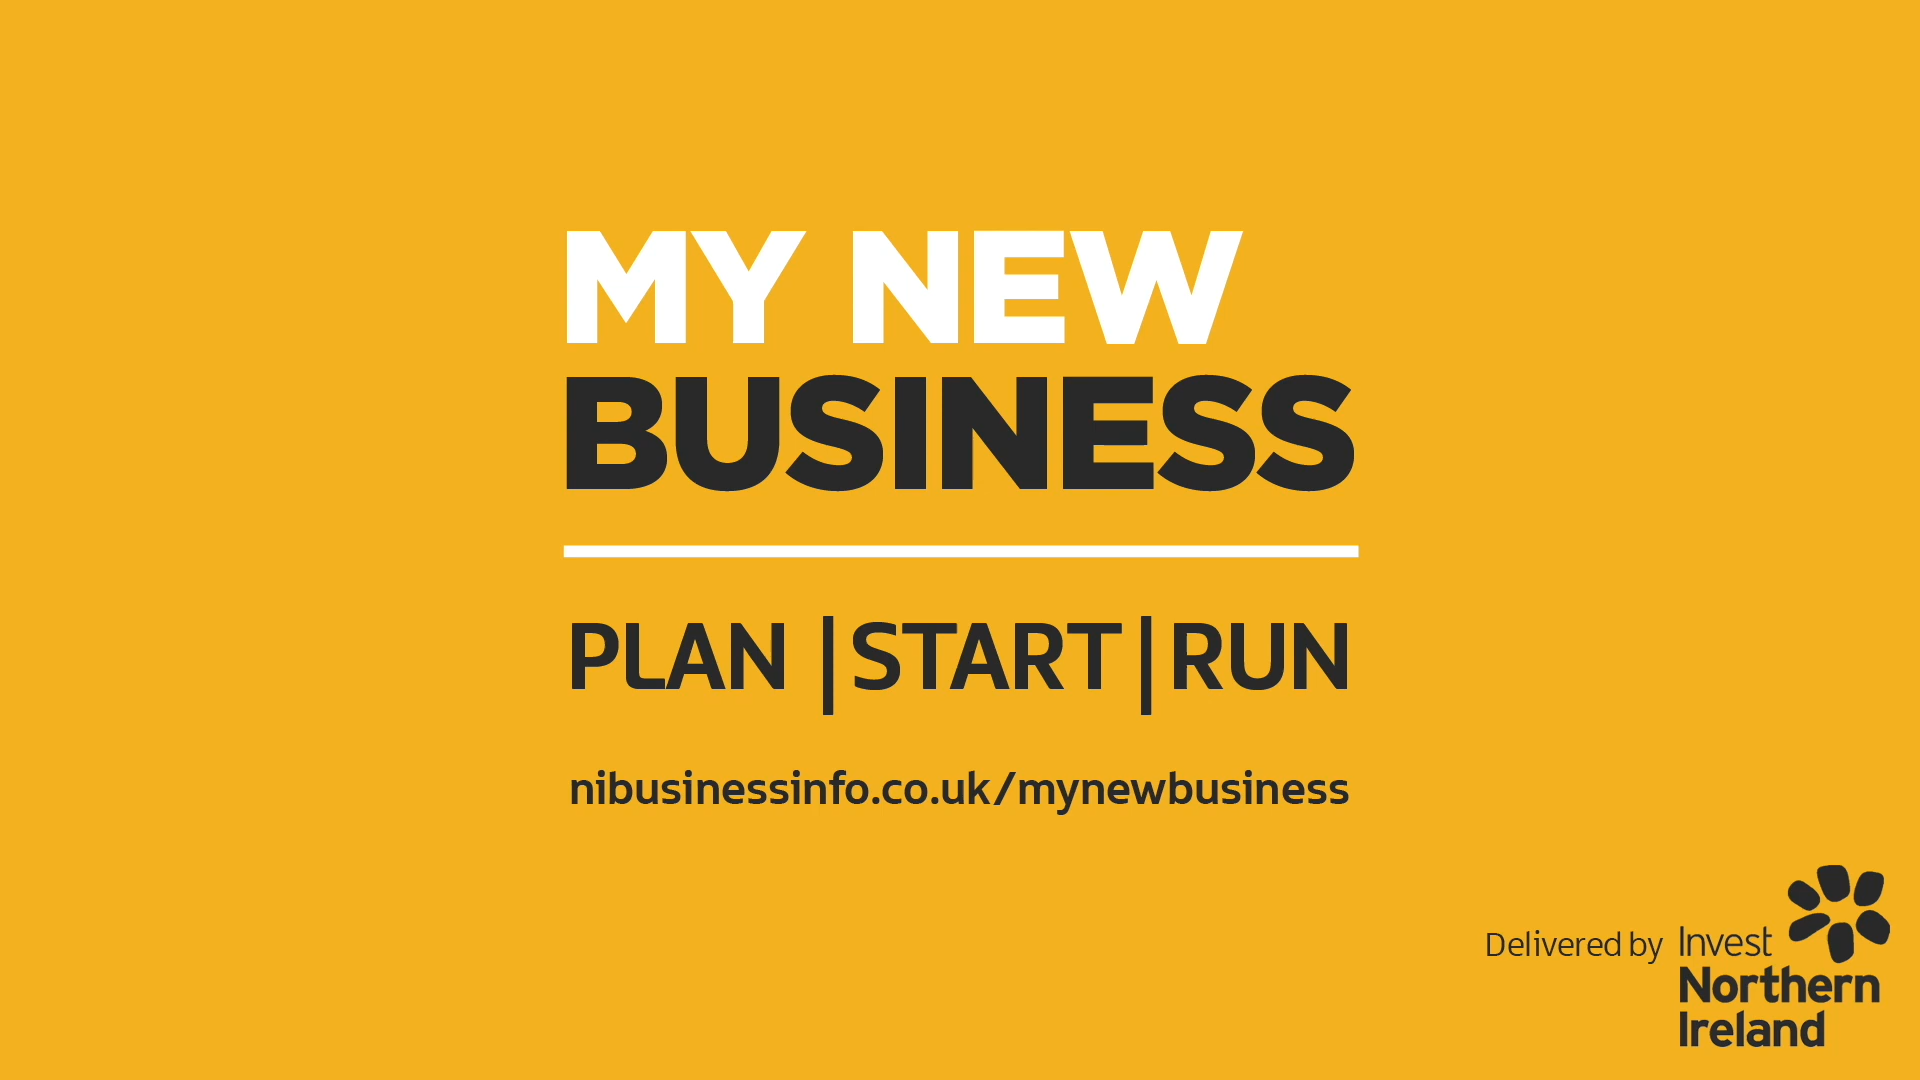 MY NEW
BUSINESS
PLAN | START | RUN
nibusinessinfo.co.uk/mynewbusiness
Delivered by Invest
Northern
Ireland